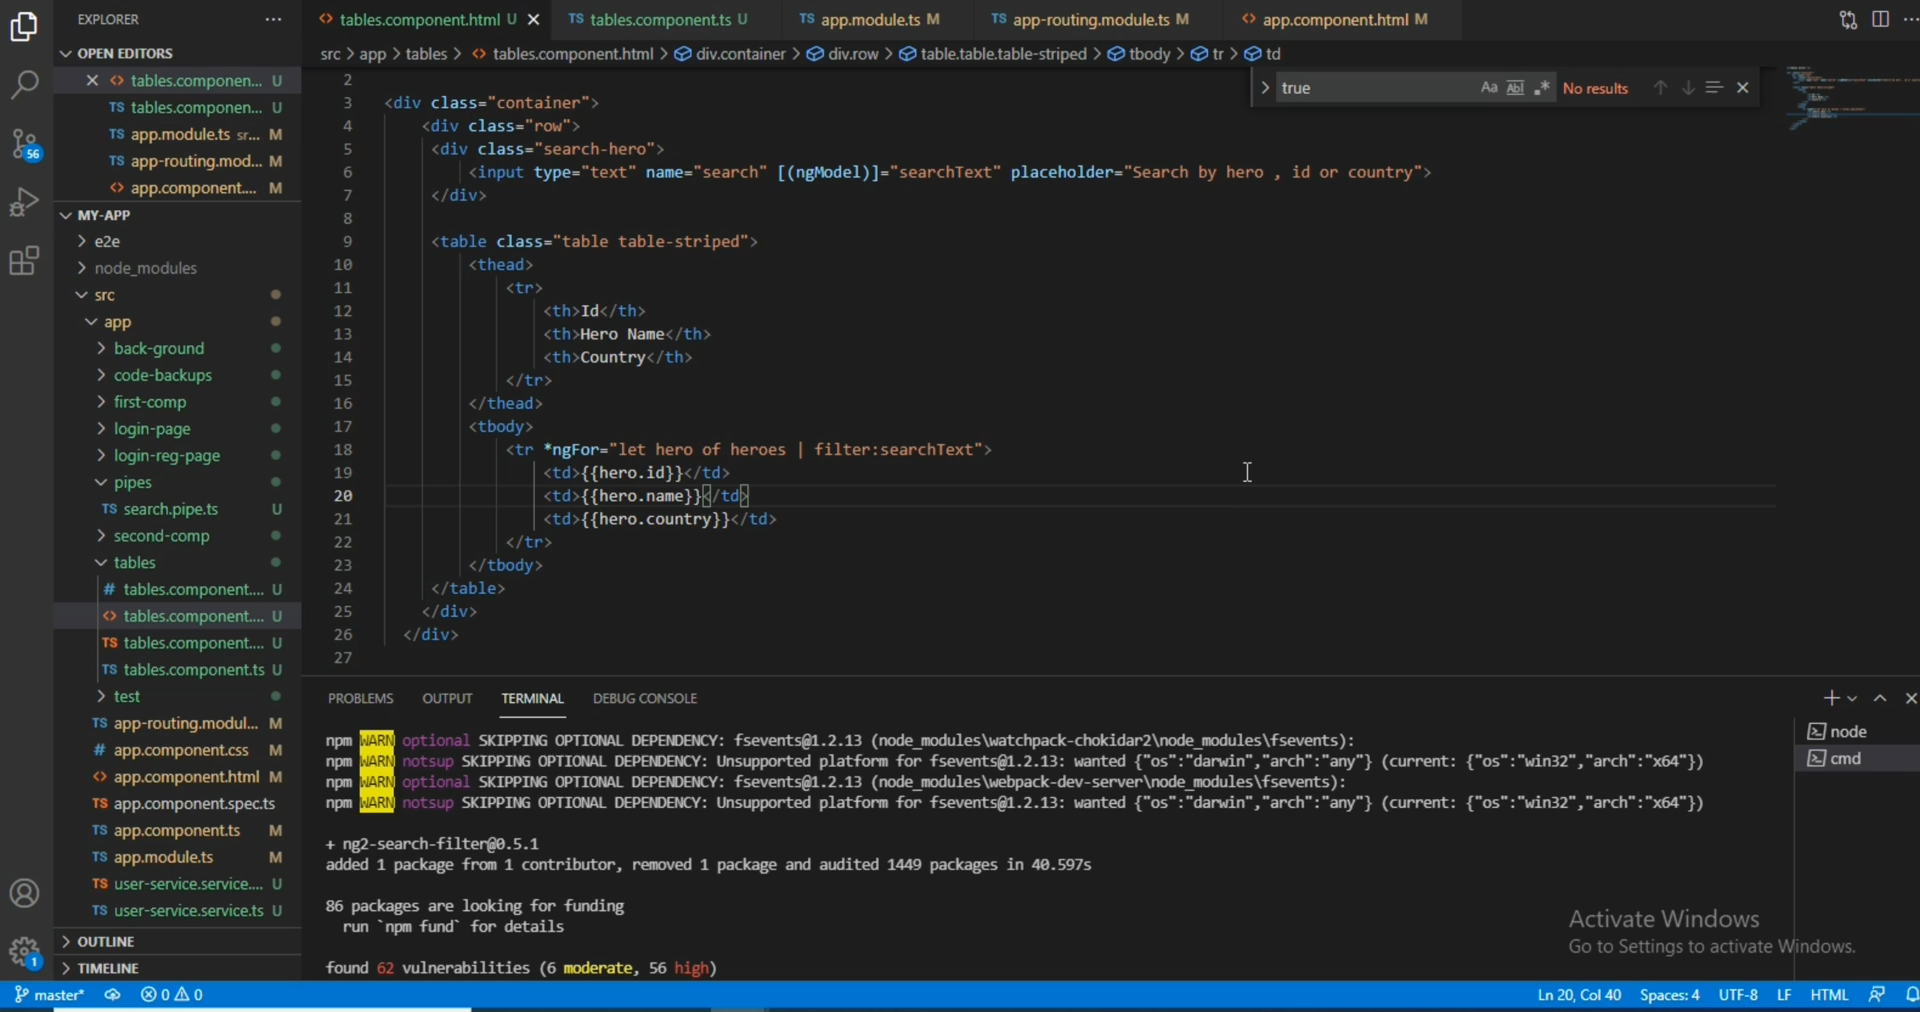 EXPLORER
OPEN EDITORS
tables.componen... U
tables.componen... U
app.module.ts sr... M
app-routing.mod... M
app.component.... M
MY-APP
e2e
node_modules
src
app
back-ground
code-backups
first-comp
login-page
login-reg-page
pipes
search.pipe.ts U
second-comp
tables
tables.component.... U
tables.component.... U
tables.component.... U
tables.component.ts U
test
app-routing.modul... M
app.component.css M
app.component.html M
app.component.spec.ts
app.component.ts M
app.module.ts M
user-service.service.... U
user-service.service.ts U
OUTLINE
TIMELINE
56
1
tables.component.html U
TS tables.component.ts U
TS app.module.ts M
TS app-routing.module.ts M
app.component.html M
src > app > tables > tables.component.html > div.container > div.row > table.table.table-striped > tbody > tr > td
true Aa Abl .* No results
2
3 <div class="container">
4 <div class="row">
5 <div class="search-hero">
6 <input type="text" name="search" [(ngModel)]="searchText" placeholder="Search by hero , id or country">
7 </div>
8
9 <table class="table table-striped">
10 <thead>
11 <tr>
12 <th>Id</th>
13 <th>Hero Name</th>
14 <th>Country</th>
15 </tr>
16 </thead>
17 <tbody>
18 <tr *ngFor="let hero of heroes | filter:searchText">
19 <td>{{hero.id}}</td>
20 <td>{{hero.name}}</td>
21 <td>{{hero.country}}</td>
22 </tr>
23 </tbody>
24 </table>
25 </div>
26 </div>
27
PROBLEMS OUTPUT TERMINAL DEBUG CONSOLE
npm WARN optional SKIPPING OPTIONAL DEPENDENCY: fsevents@1.2.13 (node_modules\watchpack-chokidar2\node_modules\fsevents):
npm WARN notsup SKIPPING OPTIONAL DEPENDENCY: Unsupported platform for fsevents@1.2.13: wanted {"os":"darwin","arch":"any"} (current: {"os":"win32","arch":"x64"})
npm WARN optional SKIPPING OPTIONAL DEPENDENCY: fsevents@1.2.13 (node_modules\webpack-dev-server\node_modules\fsevents):
npm WARN notsup SKIPPING OPTIONAL DEPENDENCY: Unsupported platform for fsevents@1.2.13: wanted {"os":"darwin","arch":"any"} (current: {"os":"win32","arch":"x64"})
+ ng2-search-filter@0.5.1
added 1 package from 1 contributor, removed 1 package and audited 1449 packages in 40.597s
86 packages are looking for funding
run `npm fund` for details
found 62 vulnerabilities (6 moderate, 56 high)
node
cmd
Activate Windows
Go to Settings to activate Windows.
master* 0 0 Ln 20, Col 40 Spaces: 4 UTF-8 LF HTML